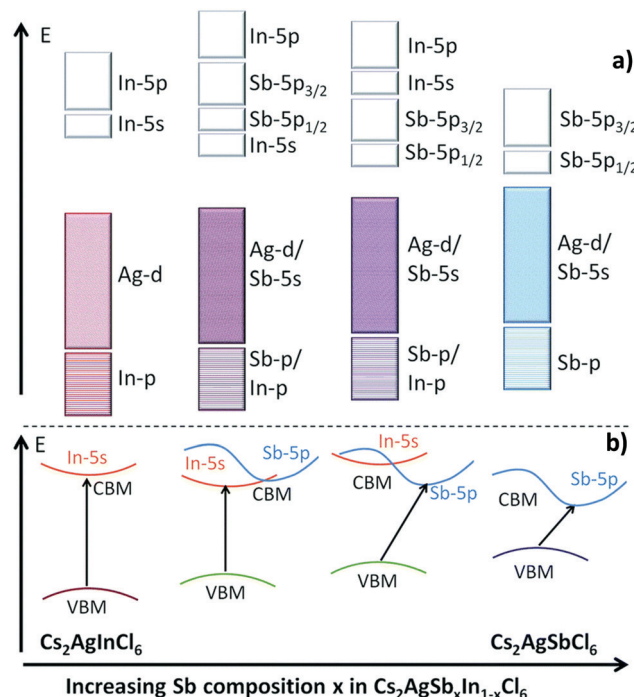 E
a)
In-5p
In-5s
In-5p
Sb-5p3/2
Sb-5p1/2
In-5s
In-5p
In-5s
Sb-5p3/2
Sb-5p1/2
Sb-5p3/2
Sb-5p1/2
Ag-d
Ag-d/
Sb-5s
Ag-d/
Sb-5s
Ag-d/
Sb-5s
In-p
Sb-p/
In-p
Sb-p/
In-p
Sb-p
E
b)
In-5s
CBM
VBM
In-5s
Sb-5p
CBM
VBM
In-5s
Sb-5p
VBM
CBM
Sb-5p
VBM
Cs2AgInCl6
Cs2AgSbCl6
Increasing Sb composition x in Cs2AgSbxIn1-xCl6